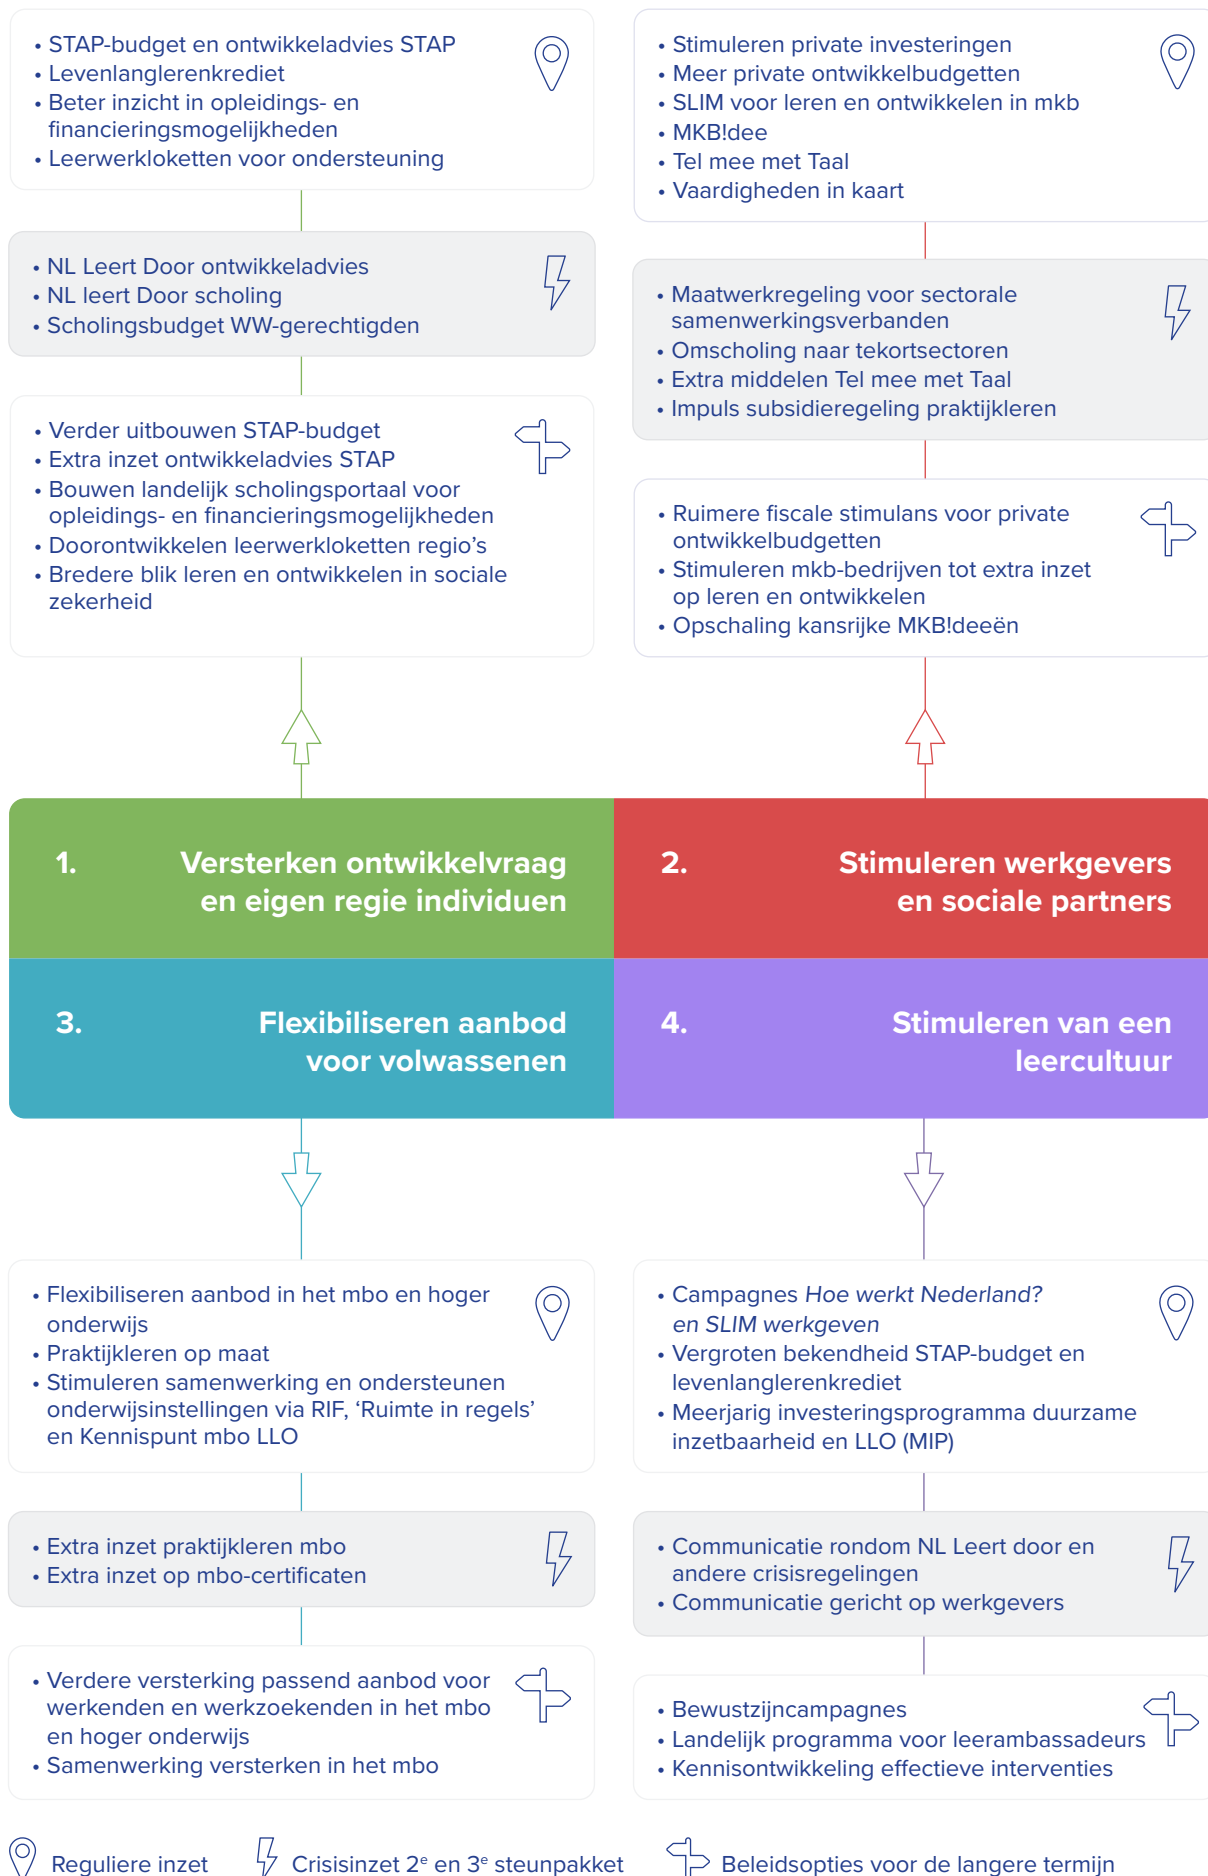 • STAP-budget en ontwikkeladvies STAP
• Levenlanglerenkrediet
• Beter inzicht in opleidings- en
financieringsmogelijkheden
• Leerwerkloketten voor ondersteuning
• NL Leert Door ontwikkeladvies
• NL leert Door scholing
• Scholingsbudget WW-gerechtigden
• Verder uitbouwen STAP-budget
• Extra inzet ontwikkeladvies STAP
• Bouwen landelijk scholingsportaal voor
opleidings- en financieringsmogelijkheden
• Doorontwikkelen leerwerkloketten regio’s
• Bredere blik leren en ontwikkelen in sociale
zekerheid
• Stimuleren private investeringen
• Meer private ontwikkelbudgetten
• SLIM voor leren en ontwikkelen in mkb
• MKB!dee
• Tel mee met Taal
• Vaardigheden in kaart
• Maatwerkregeling voor sectorale
samenwerkingsverbanden
• Omscholing naar tekortsectoren
• Extra middelen Tel mee met Taal
• Impuls subsidieregeling praktijkleren
• Ruimere fiscale stimulans voor private
ontwikkelbudgetten
• Stimuleren mkb-bedrijven tot extra inzet
op leren en ontwikkelen
• Opschaling kansrijke MKB!deeën
1. Versterken ontwikkelvraag
en eigen regie individuen
2. Stimuleren werkgevers
en sociale partners
3. Flexibiliseren aanbod
voor volwassenen
4. Stimuleren van een
leercultuur
• Flexibiliseren aanbod in het mbo en hoger
onderwijs
• Praktijkleren op maat
• Stimuleren samenwerking en ondersteunen
onderwijsinstellingen via RIF, ‘Ruimte in regels’
en Kennispunt mbo LLO
• Extra inzet praktijkleren mbo
• Extra inzet op mbo-certificaten
• Verdere versterking passend aanbod voor
werkenden en werkzoekenden in het mbo
en hoger onderwijs
• Samenwerking versterken in het mbo
• Campagnes Hoe werkt Nederland?
en SLIM werkgeven
• Vergroten bekendheid STAP-budget en
levenlanglerenkrediet
• Meerjarig investeringsprogramma duurzame
inzetbaarheid en LLO (MIP)
• Communicatie rondom NL Leert door en
andere crisisregelingen
• Communicatie gericht op werkgevers
• Bewustzijncampagnes
• Landelijk programma voor leerambassadeurs
• Kennisontwikkeling effectieve interventies
Reguliere inzet
Crisisinzet 2e en 3e steunpakket
Beleidsopties voor de langere termijn